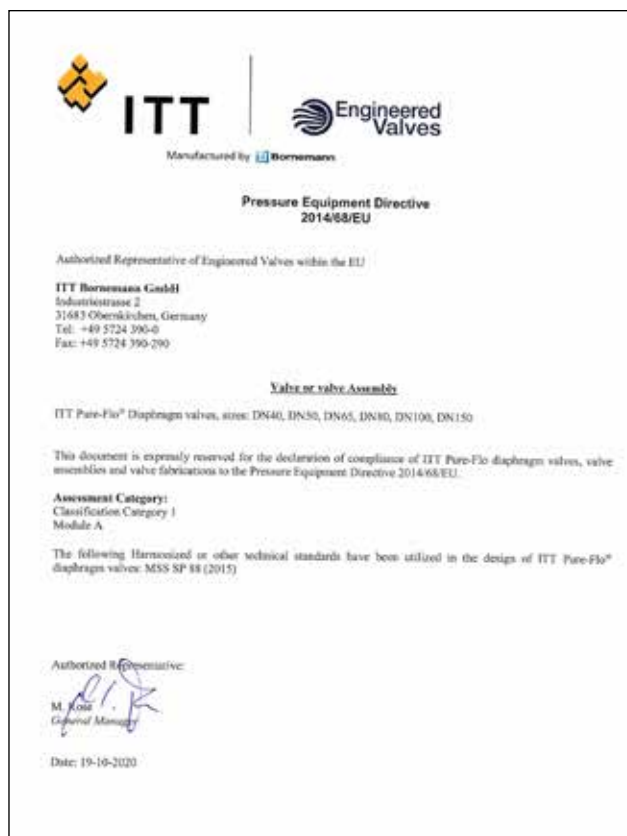 ITT
Engineered
Valves
Manufactured by Bornemann
Pressure Equipment Directive
2014/68/EU
Authorized Representative of Engineered Valves within the EU
ITT Bornemann GmbH
Industriestrasse 2
31683 Obernkirchen, Germany
Tel: +49 5724 390-0
Fax: +49 5724 390-290
Valve or valve Assembly
ITT Pure-Flo® Diaphragm valves, sizes: DN40, DN50, DN65, DN80, DN100, DN150
This document is expressly reserved for the declaration of compliance of ITT Pure-Flo diaphragm valves, valve
assemblies and valve fabrications to the Pressure Equipment Directive 2014/68/EU.
Assessment Category:
Classification Category 1
Module A
The following Harmonized or other technical standards have been utilized in the design of ITT Pure-Flo®
diaphragm valves: MSS SP 88 (2015)
Authorized Representative:
M.
General Manager
Date: 19-10-2020